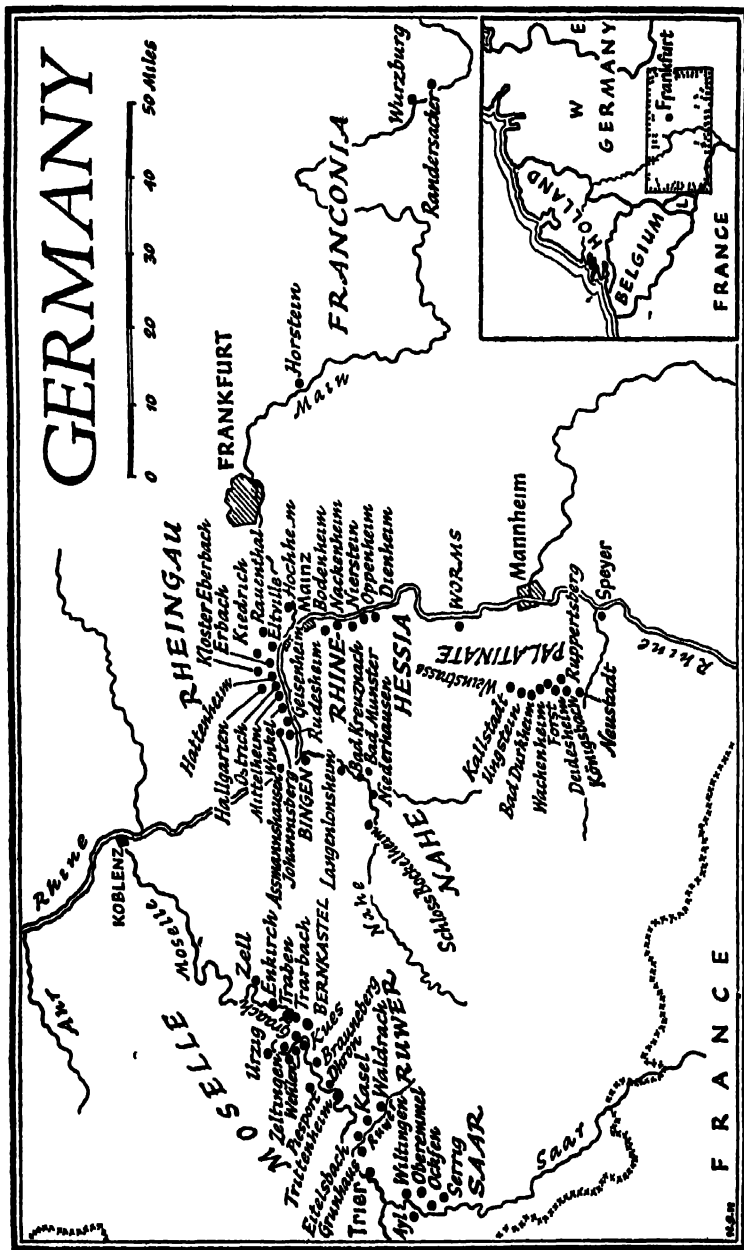 GERMANY
0 10 20 30 40 50 Miles
RHEINGAU
Kloster Eberbach
Erbach
Kiedrich
Rauenthal
Eltville
Hochheim
Mainz
Bodenheim
Nackenheim
Nierstein
Oppenheim
Dienheim
FRANKFURT
Horstein
Main
FRANCONIA
Wurzburg
Randersacker
Hattenheim
Hallgarten
Östrich
Mittelheim
Winkel
Assmannshausen
Johannisberg
Geisenheim
Rudesheim
BINGEN
RHINE-
HESSIA
Langenlonsheim
Bad Kreuznach
Bad Munster
Niederhausen
Schloss Bockelheim
NAHE
Nahe
WORMS
Mannheim
PALATINATE
Weinstrasse
Kallstadt
Ungstein
Bad Durkheim
Wachenheim
Forst
Deidesheim
Ruppertsberg
Königsbach
Neustadt
Speyer
Rhine
Rhine
KOBLENZ
Ahr
Moselle
MOSELLE
Zell
Enkirch
Traben
Trarbach
BERNKASTEL
Graach
Urzig
Zeltingen
Wehlen
Kues
Brauneberg
Dhron
Piesport
Trittenheim
Kasel
Waldrach
RUWER
Ruwer
Eitelsbach
Grunhaus
Trier
Wiltingen
Oberemmel
Ockfen
Serrig
Ayl
SAAR
Saar
FRANCE
HOLLAND
BELGIUM
L
W
E
GERMANY
Frankfurt
FRANCE